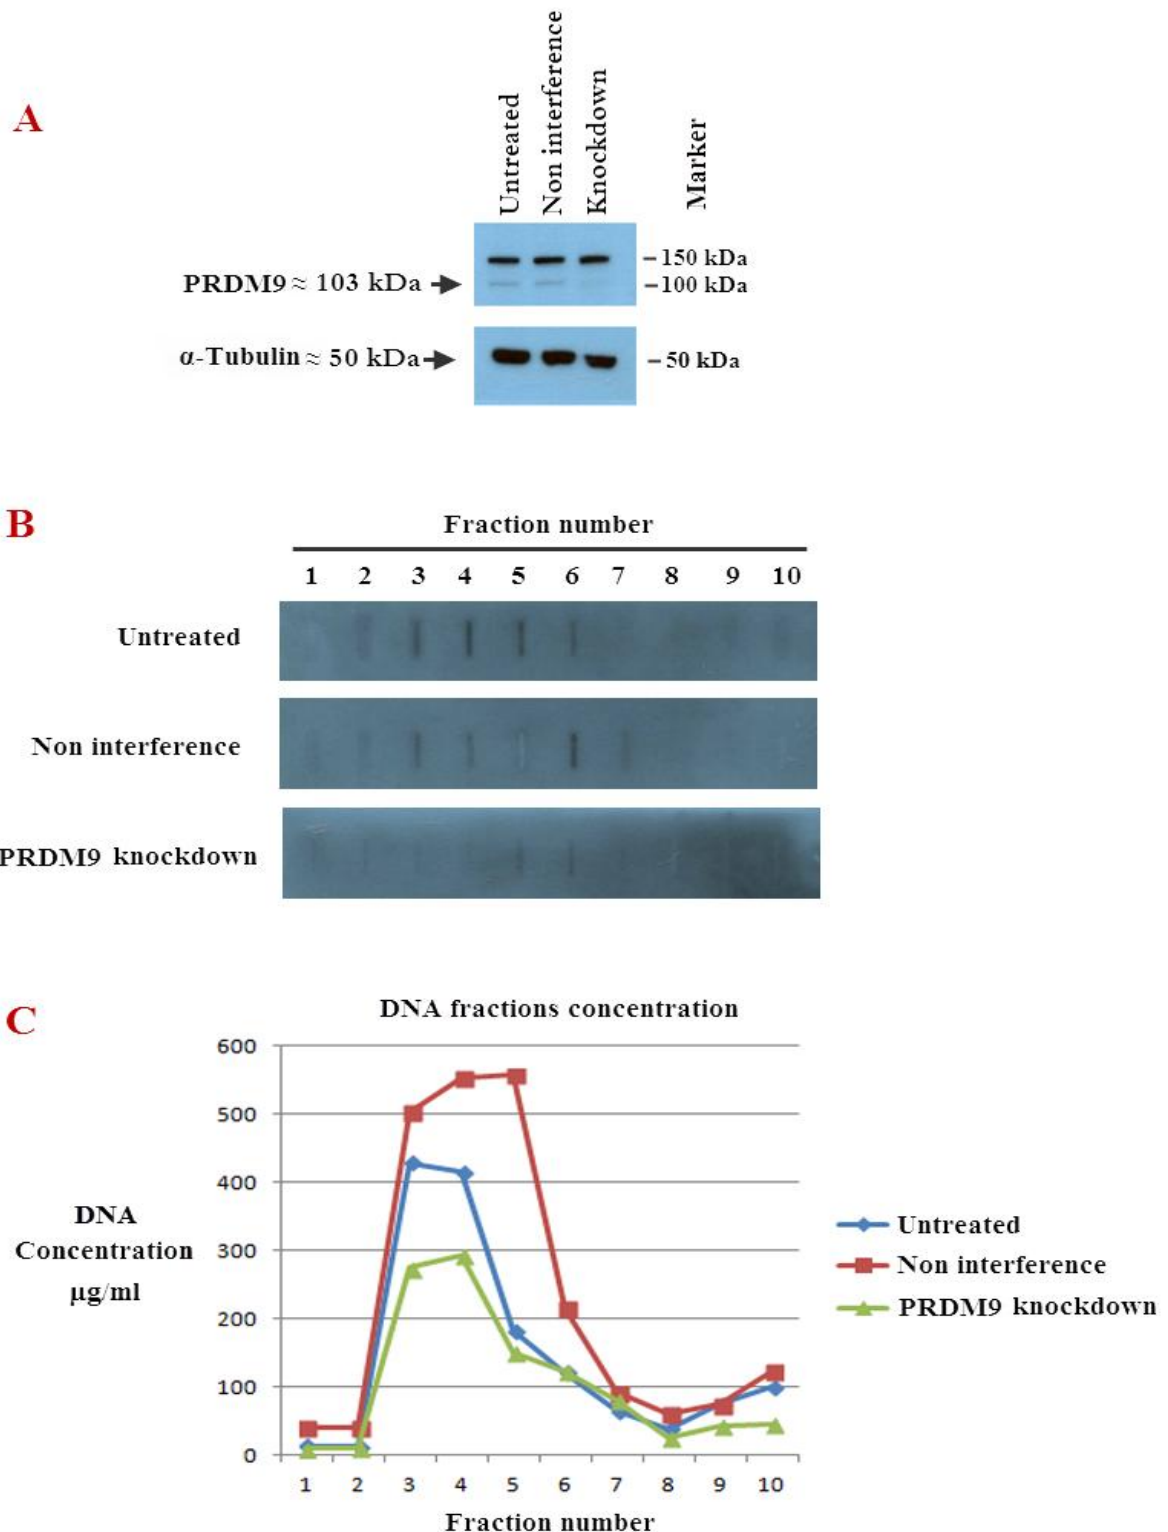 A
Untreated
Non interference
Knockdown
Marker
PRDM9 ≈ 103 kDa
–150 kDa
–100 kDa
α-Tubulin ≈ 50 kDa
–50 kDa
B
Fraction number
1 2 3 4 5 6 7 8 9 10
Untreated
Non interference
PRDM9 knockdown
C
DNA fractions concentration
600
500
400
300
200
100
0
DNA
Concentration
µg/ml
1 2 3 4 5 6 7 8 9 10
Fraction number
Untreated
Non interference
PRDM9 knockdown